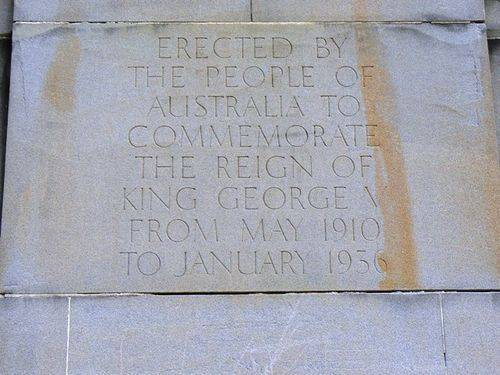 ERECTED BY
THE PEOPLE OF
AUSTRALIA TO
COMMEMORATE
THE REIGN OF
KING GEORGE V
FROM MAY 1910
TO JANUARY 1936